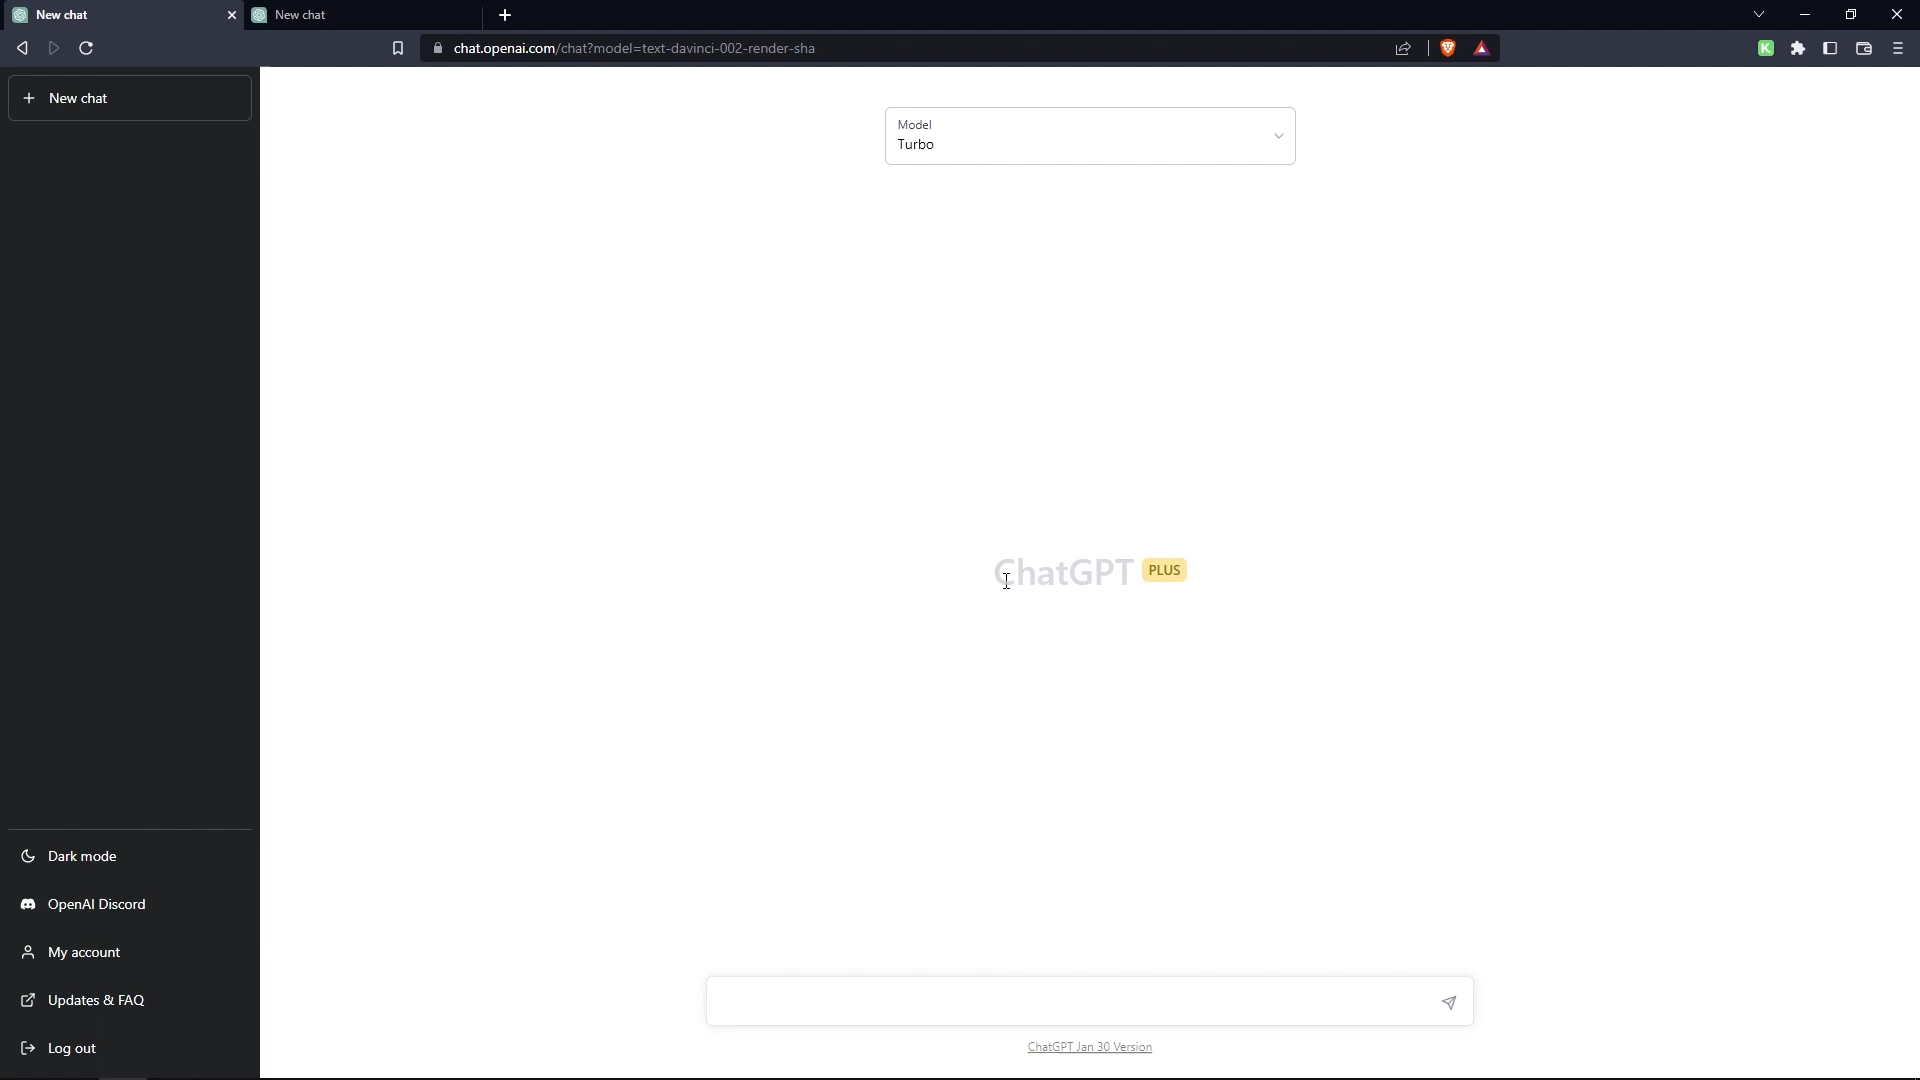 New chat
New chat
chat.openai.com/chat?model=text-davinci-002-render-sha
K
New chat
Model
Turbo
ChatGPT PLUS
Dark mode
OpenAI Discord
My account
Updates & FAQ
Log out
ChatGPT Jan 30 Version